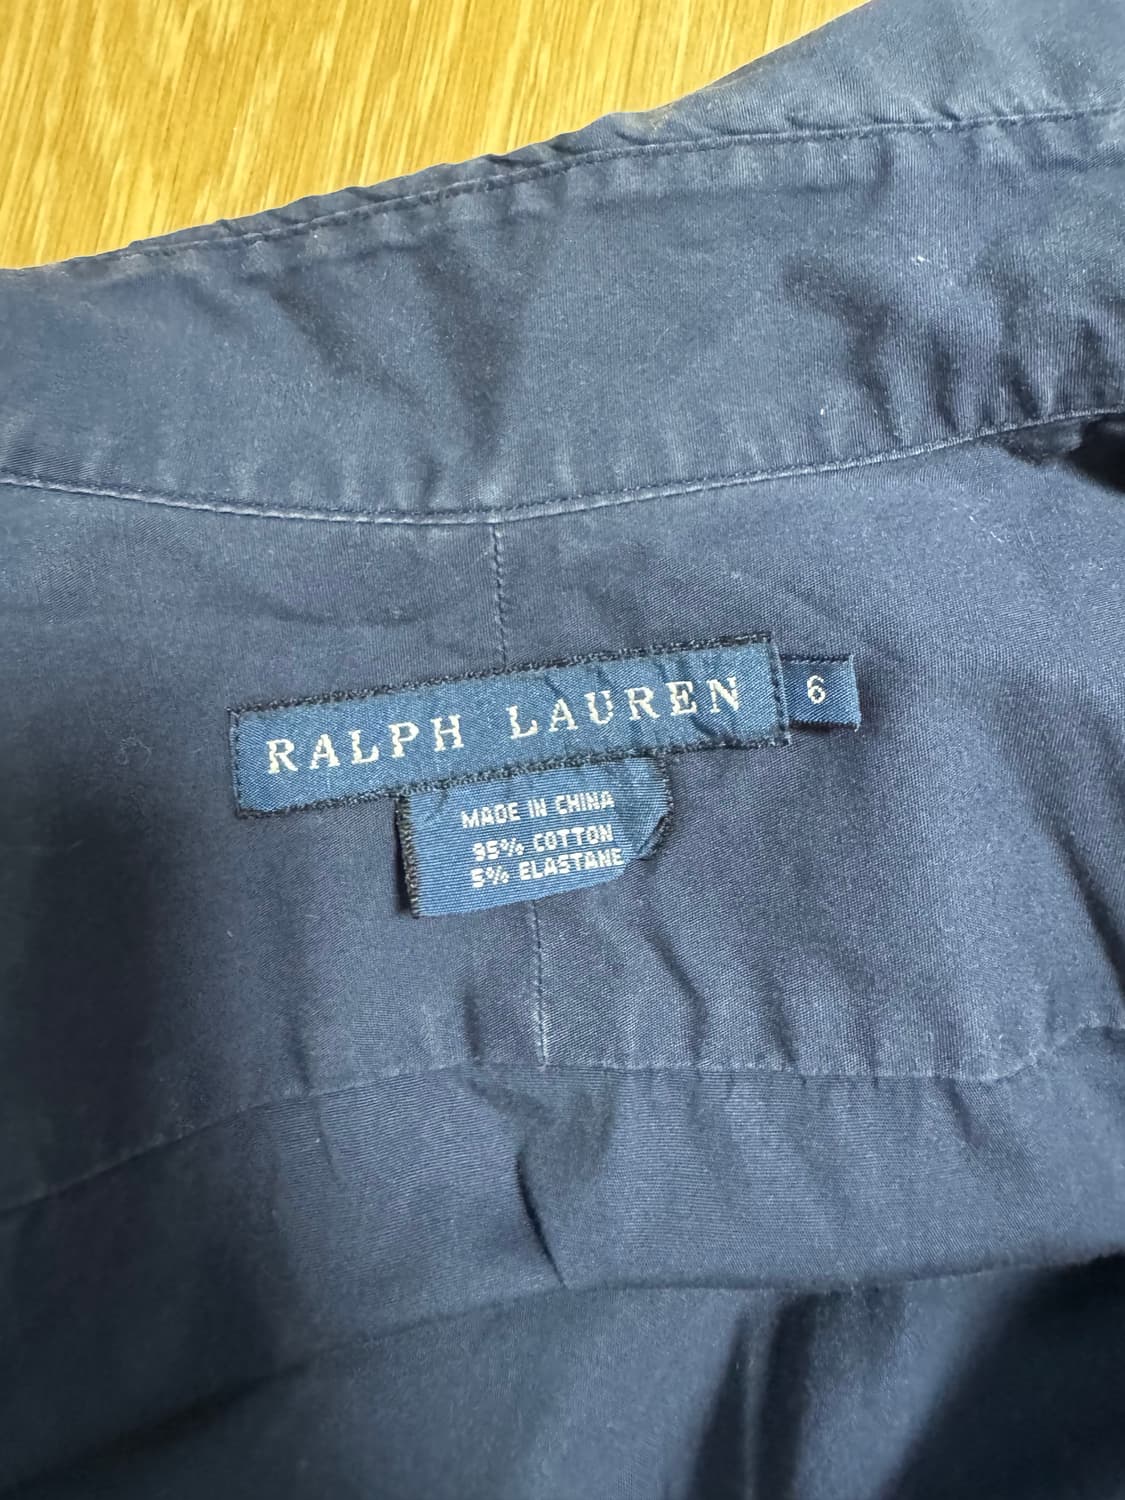 RALPH LAUREN 6
MADE IN CHINA
95% COTTON
5% ELASTANE